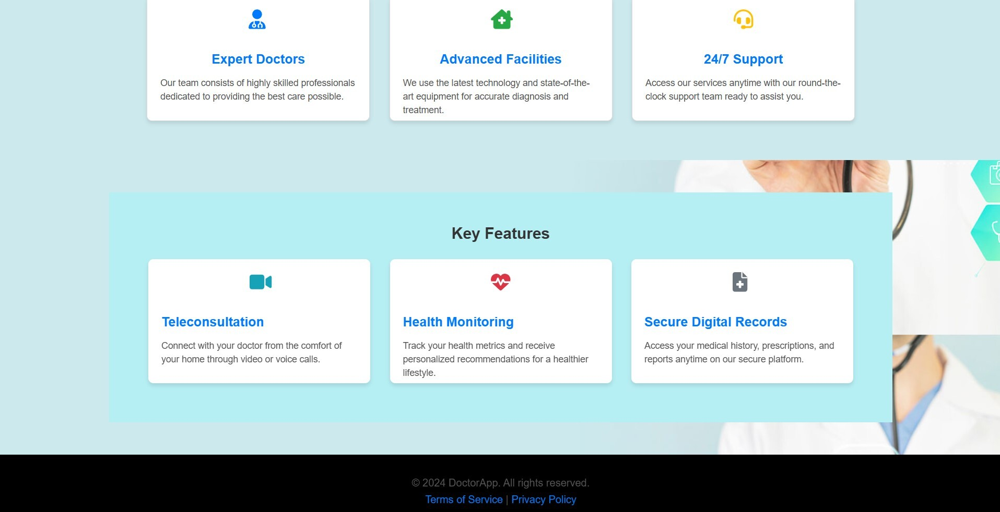 Expert Doctors
Our team consists of highly skilled professionals
dedicated to providing the best care possible.
Advanced Facilities
We use the latest technology and state-of-the-
art equipment for accurate diagnosis and
treatment.
24/7 Support
Access our services anytime with our round-the-
clock support team ready to assist you.
Key Features
Teleconsultation
Connect with your doctor from the comfort of
your home through video or voice calls.
Health Monitoring
Track your health metrics and receive
personalized recommendations for a healthier
lifestyle.
Secure Digital Records
Access your medical history, prescriptions, and
reports anytime on our secure platform.
© 2024 DoctorApp. All rights reserved.
Terms of Service | Privacy Policy